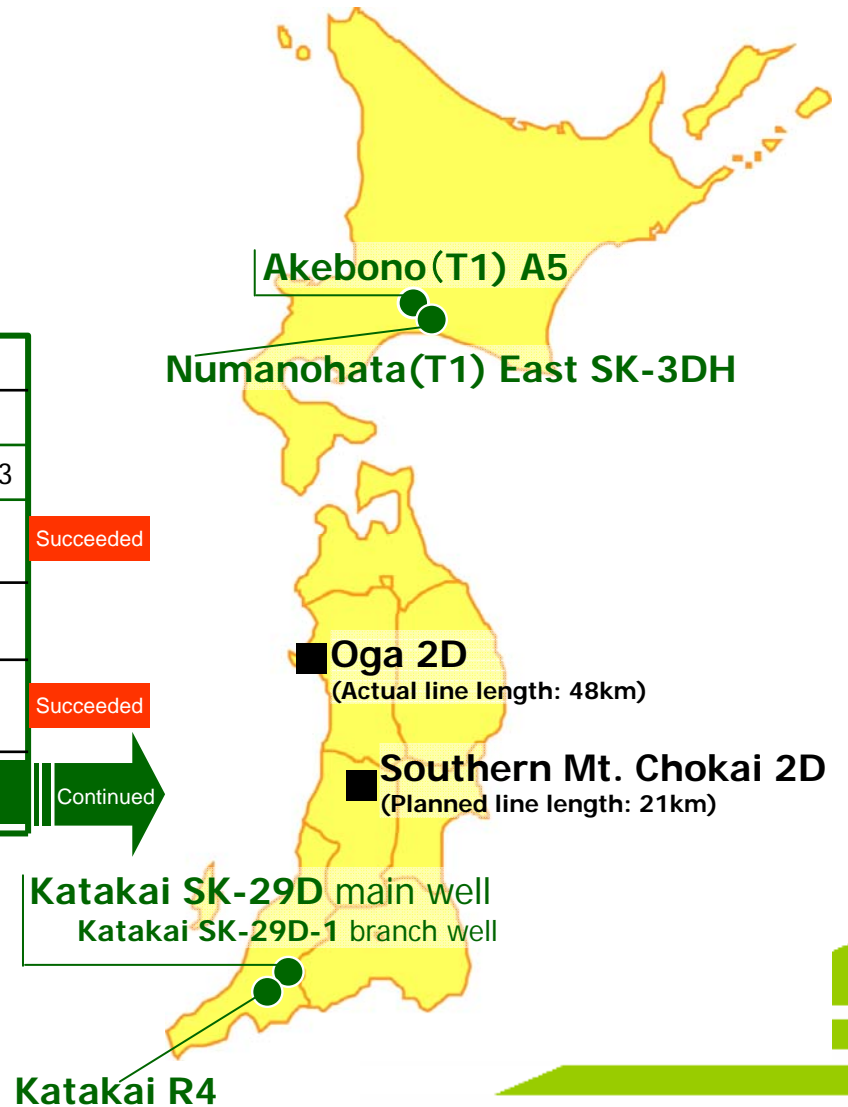 Akebono(T1) A5
Numanohata(T1) East SK-3DH
3
Succeeded
Oga 2D
(Actual line length: 48km)
Succeeded
Southern Mt. Chokai 2D
(Planned line length: 21km)
Continued
Katakai SK-29D main well
Katakai SK-29D-1 branch well
Katakai R4